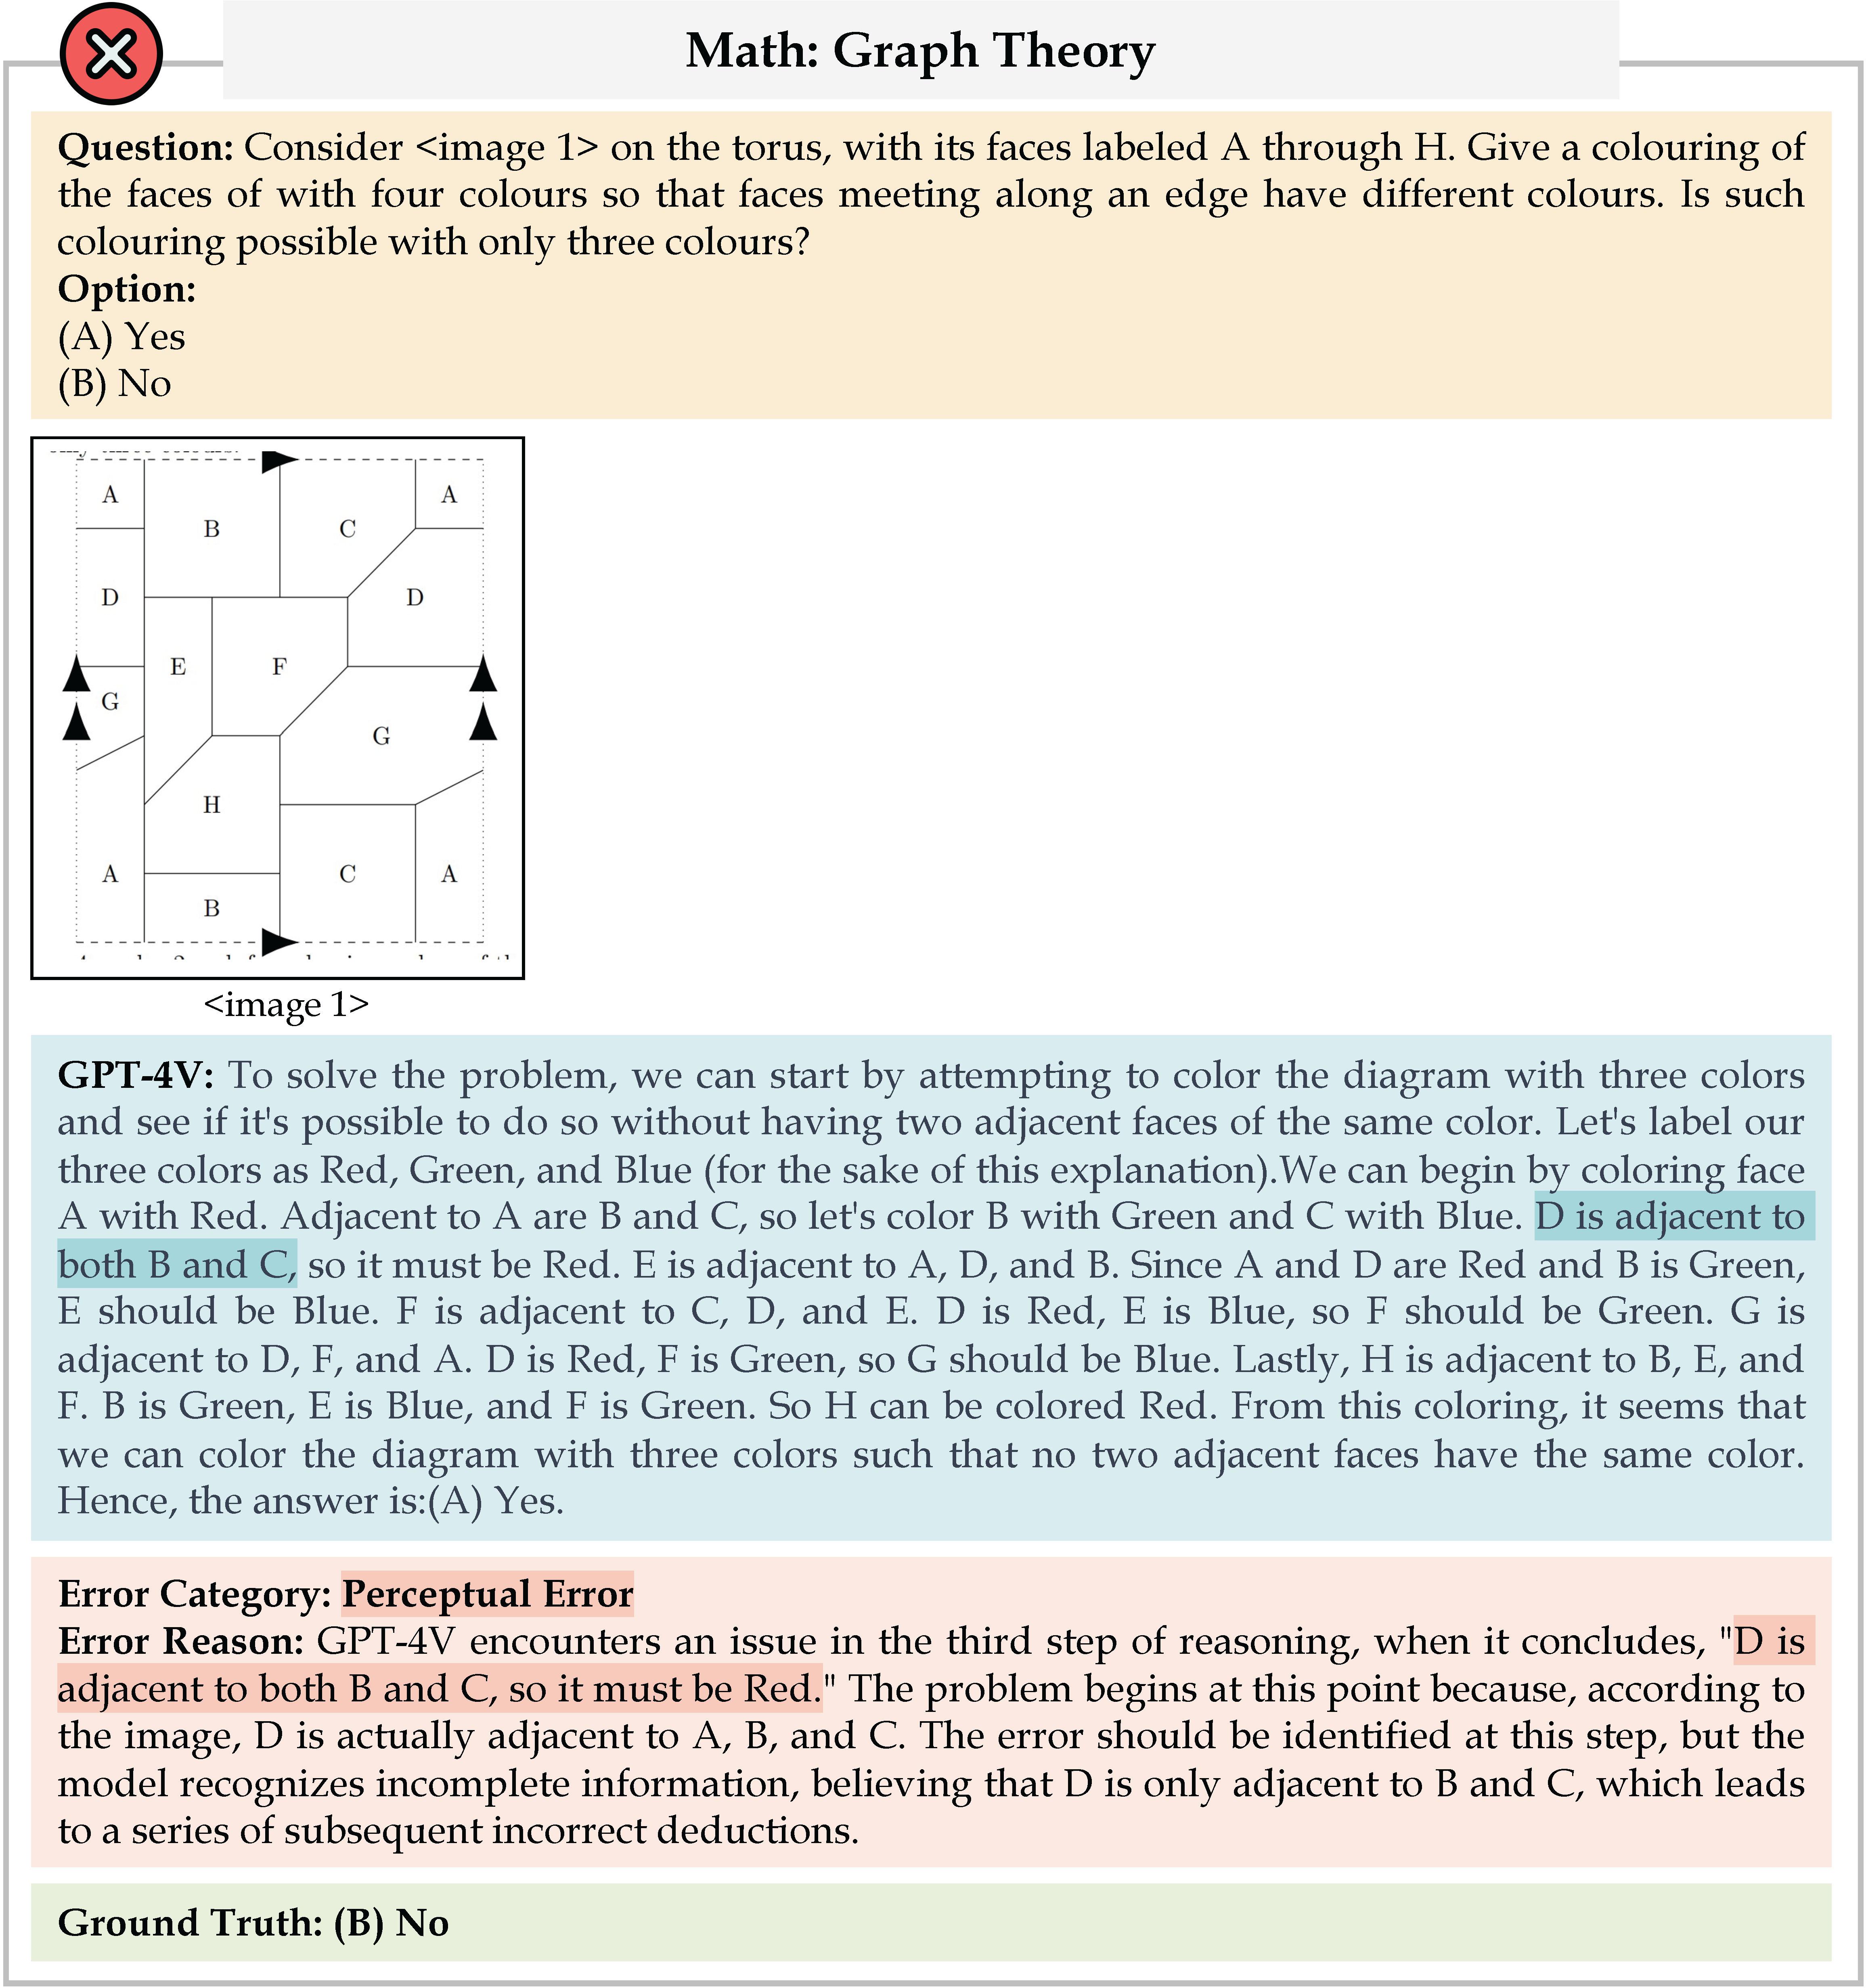 Math: Graph Theory
Question: Consider <image 1> on the torus, with its faces labeled A through H. Give a colouring of
the faces of with four colours so that faces meeting along an edge have different colours. Is such
colouring possible with only three colours?
Option:
(A) Yes
(B) No
A
A
B
C
D
D
E
F
G
G
H
A
C
A
B
<image 1>
GPT-4V: To solve the problem, we can start by attempting to color the diagram with three colors
and see if it's possible to do so without having two adjacent faces of the same color. Let's label our
three colors as Red, Green, and Blue (for the sake of this explanation).We can begin by coloring face
A with Red. Adjacent to A are B and C, so let's color B with Green and C with Blue. D is adjacent to
both B and C, so it must be Red. E is adjacent to A, D, and B. Since A and D are Red and B is Green,
E should be Blue. F is adjacent to C, D, and E. D is Red, E is Blue, so F should be Green. G is
adjacent to D, F, and A. D is Red, F is Green, so G should be Blue. Lastly, H is adjacent to B, E, and
F. B is Green, E is Blue, and F is Green. So H can be colored Red. From this coloring, it seems that
we can color the diagram with three colors such that no two adjacent faces have the same color.
Hence, the answer is:(A) Yes.
Error Category: Perceptual Error
Error Reason: GPT-4V encounters an issue in the third step of reasoning, when it concludes, "D is
adjacent to both B and C, so it must be Red." The problem begins at this point because, according to
the image, D is actually adjacent to A, B, and C. The error should be identified at this step, but the
model recognizes incomplete information, believing that D is only adjacent to B and C, which leads
to a series of subsequent incorrect deductions.
Ground Truth: (B) No